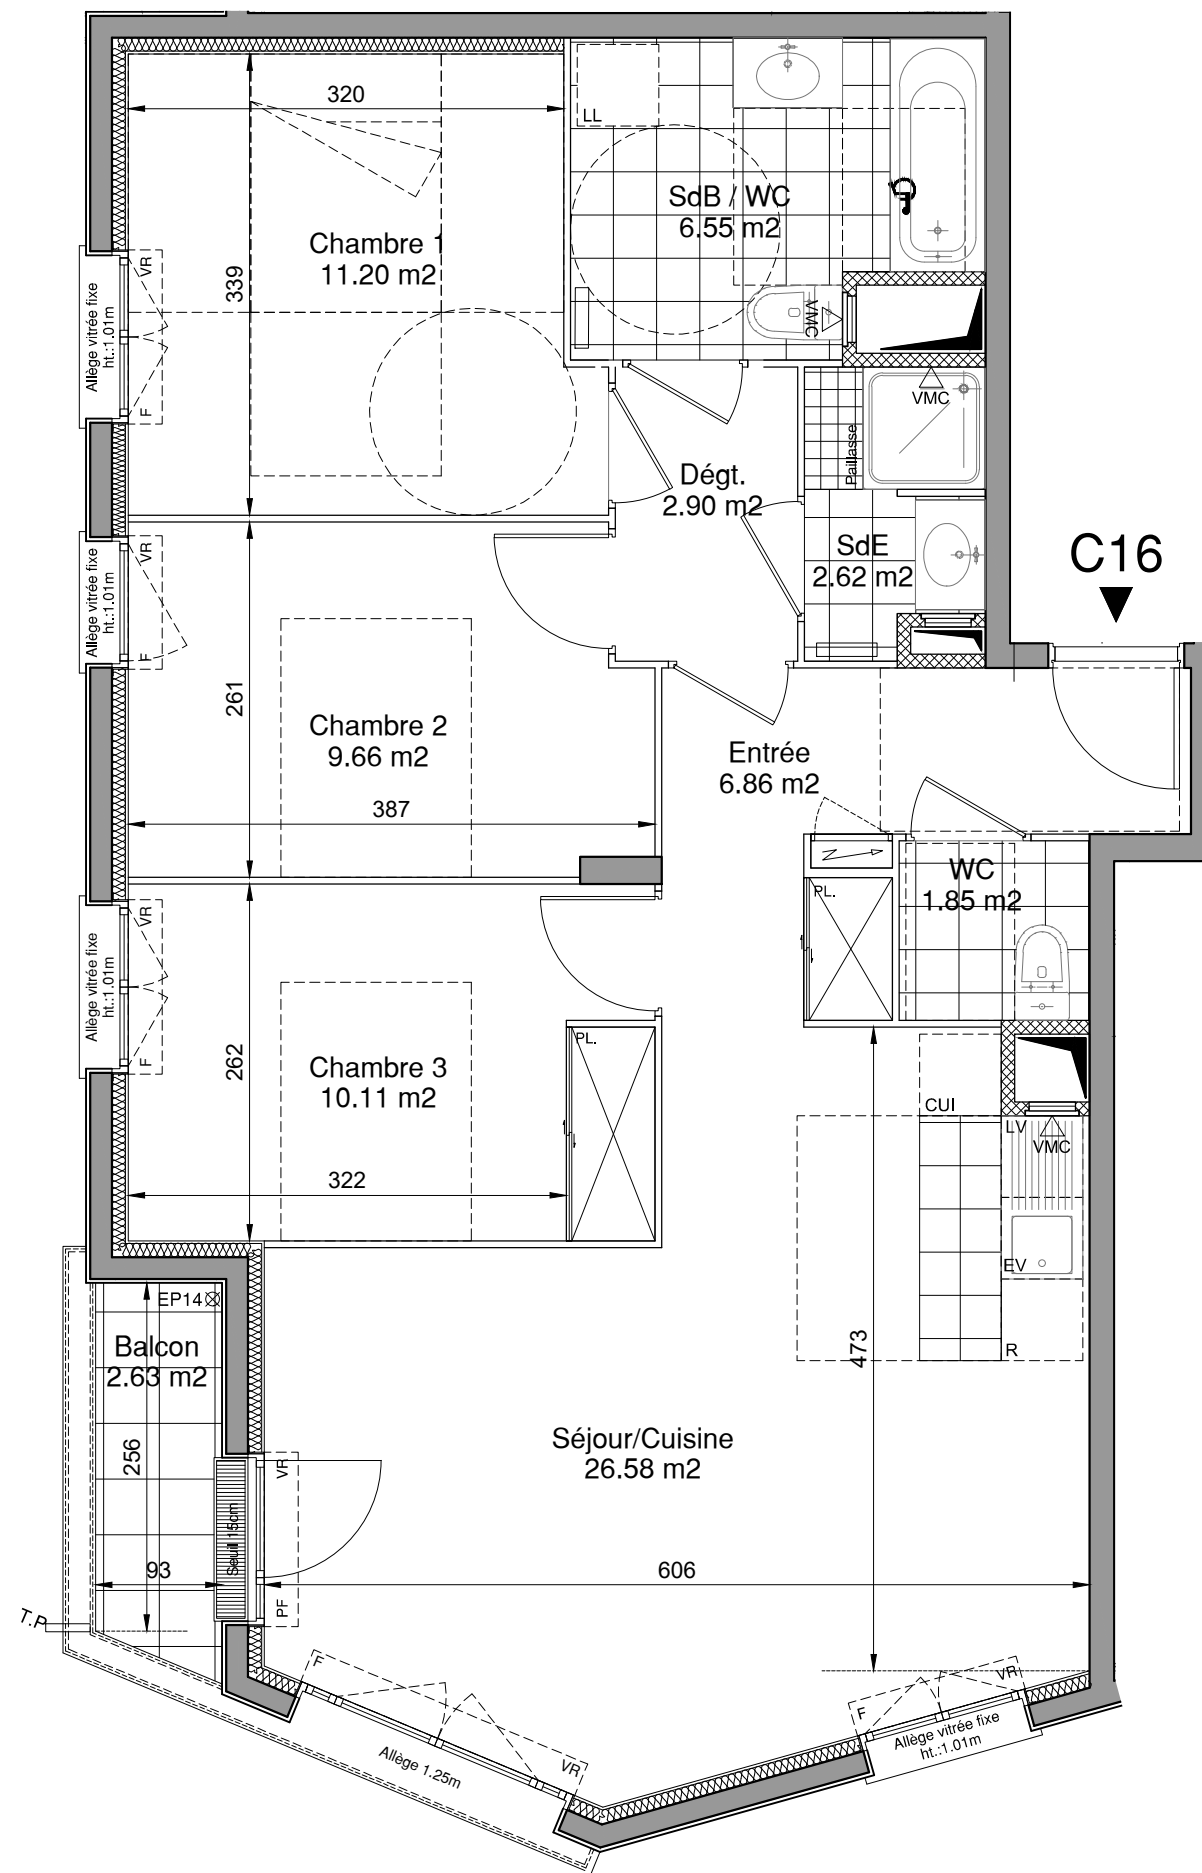 320
LL
SdB / WC
6.55 m2
Chambre 1
11.20 m2
339
VR
Allège vitrée fixe
ht.:1.01m
F
VMC
VMC
Paillasse
Dégt.
2.90 m2
SdE
2.62 m2
C16
VR
Allège vitrée fixe
ht.:1.01m
F
261
Chambre 2
9.66 m2
387
Entrée
6.86 m2
WC
1.85 m2
PL.
VR
Allège vitrée fixe
ht.:1.01m
F
262
Chambre 3
10.11 m2
PL.
322
CUI
LV
VMC
EV
R
EP14
Balcon
2.63 m2
256
93
T.P
Seuil 15cm
VR
PF
473
Séjour/Cuisine
26.58 m2
606
F
VR
Allège 1.25m
F
VR
Allège vitrée fixe
ht.:1.01m